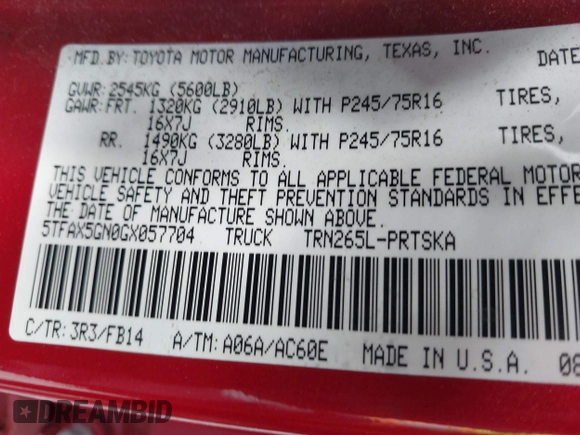 MFD.BY: TOYOTA MOTOR MANUFACTURING, TEXAS, INC. DATE
GVWR: 2545KG (5600LB)
GAWR: FRT. 1320KG (2910LB) WITH P245/75R16 TIRES,
16X7J RIMS.
RR. 1490KG (3280LB) WITH P245/75R16 TIRES,
16X7J RIMS.
THIS VEHICLE CONFORMS TO ALL APPLICABLE FEDERAL MOTOR
VEHICLE SAFETY AND THEFT PREVENTION STANDARDS IN EFFE
THE DATE OF MANUFACTURE SHOWN ABOVE.
5TFAX5GN0GX057704 TRUCK TRN265L-PRTSKA
C/TR: 3R3/FB14 A/TM: A06A/AC60E MADE IN U.S.A. 08
DREAMBID